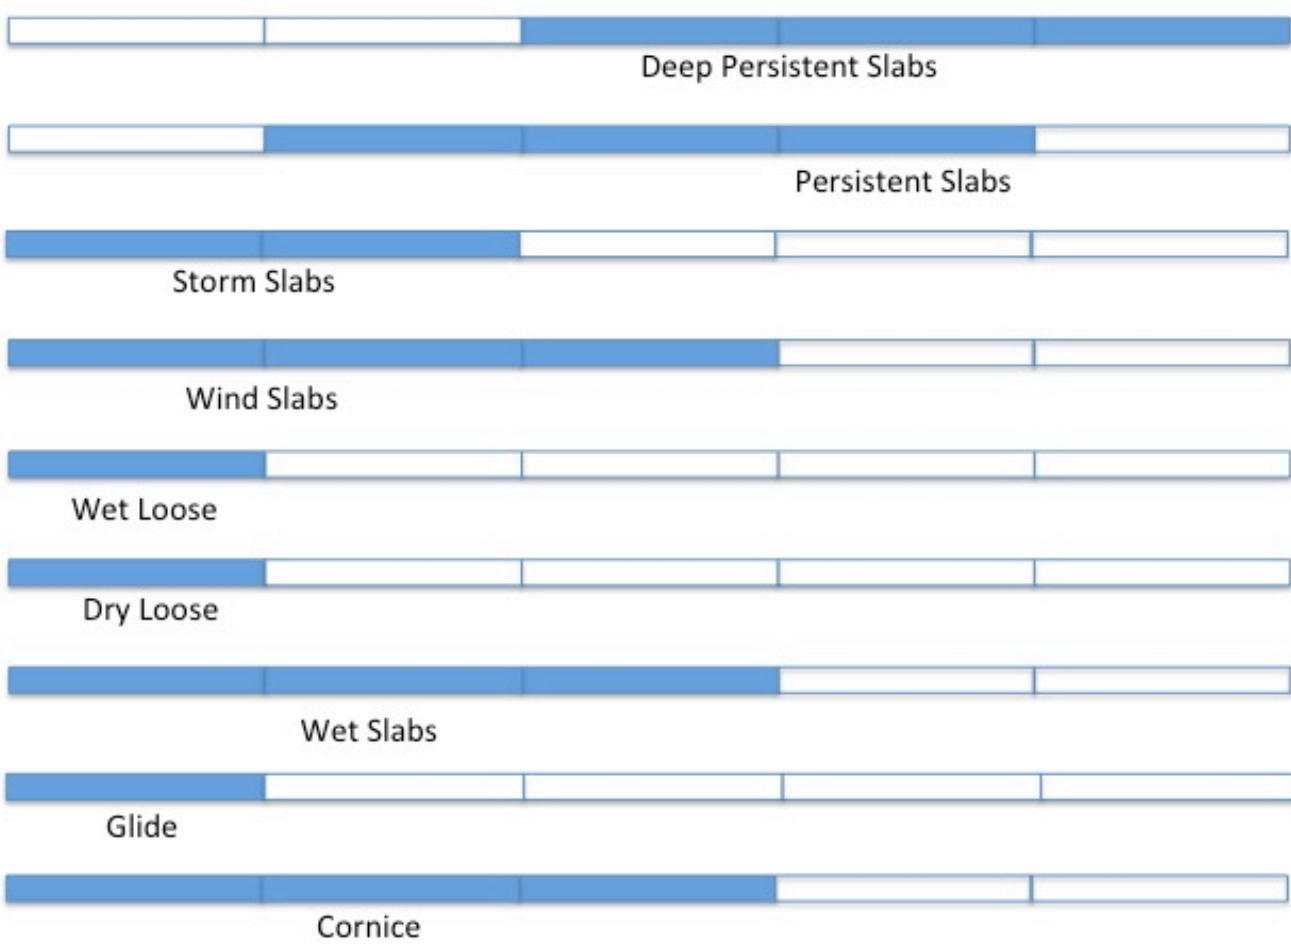 Deep Persistent Slabs
Persistent Slabs
Storm Slabs
Wind Slabs
Wet Loose
Dry Loose
Wet Slabs
Glide
Cornice